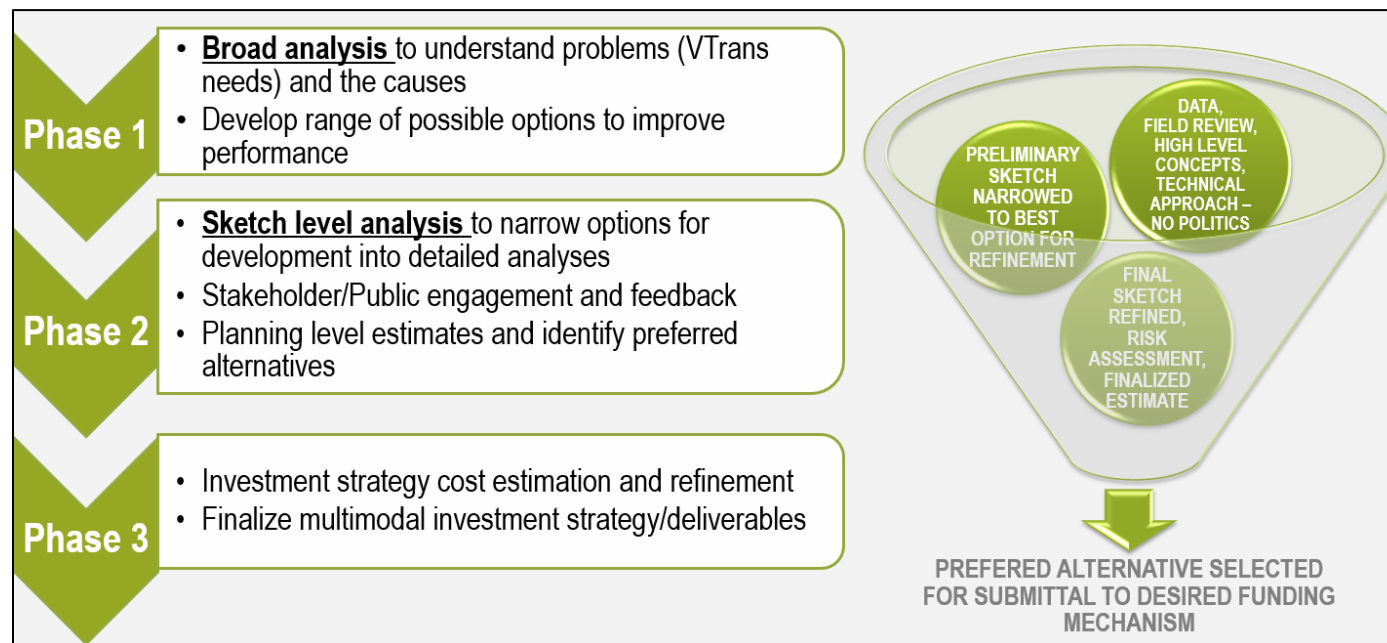 Phase 1
• Broad analysis to understand problems (VTrans
needs) and the causes
• Develop range of possible options to improve
performance
Phase 2
• Sketch level analysis to narrow options for
development into detailed analyses
• Stakeholder/Public engagement and feedback
• Planning level estimates and identify preferred
alternatives
Phase 3
• Investment strategy cost estimation and refinement
• Finalize multimodal investment strategy/deliverables
PRELIMINARY
SKETCH
NARROWED
TO BEST
OPTION FOR
REFINEMENT
DATA,
FIELD REVIEW,
HIGH LEVEL
CONCEPTS,
TECHNICAL
APPROACH –
NO POLITICS
FINAL
SKETCH
REFINED,
RISK
ASSESSMENT,
FINALIZED
ESTIMATE
PREFERED ALTERNATIVE SELECTED
FOR SUBMITTAL TO DESIRED FUNDING
MECHANISM